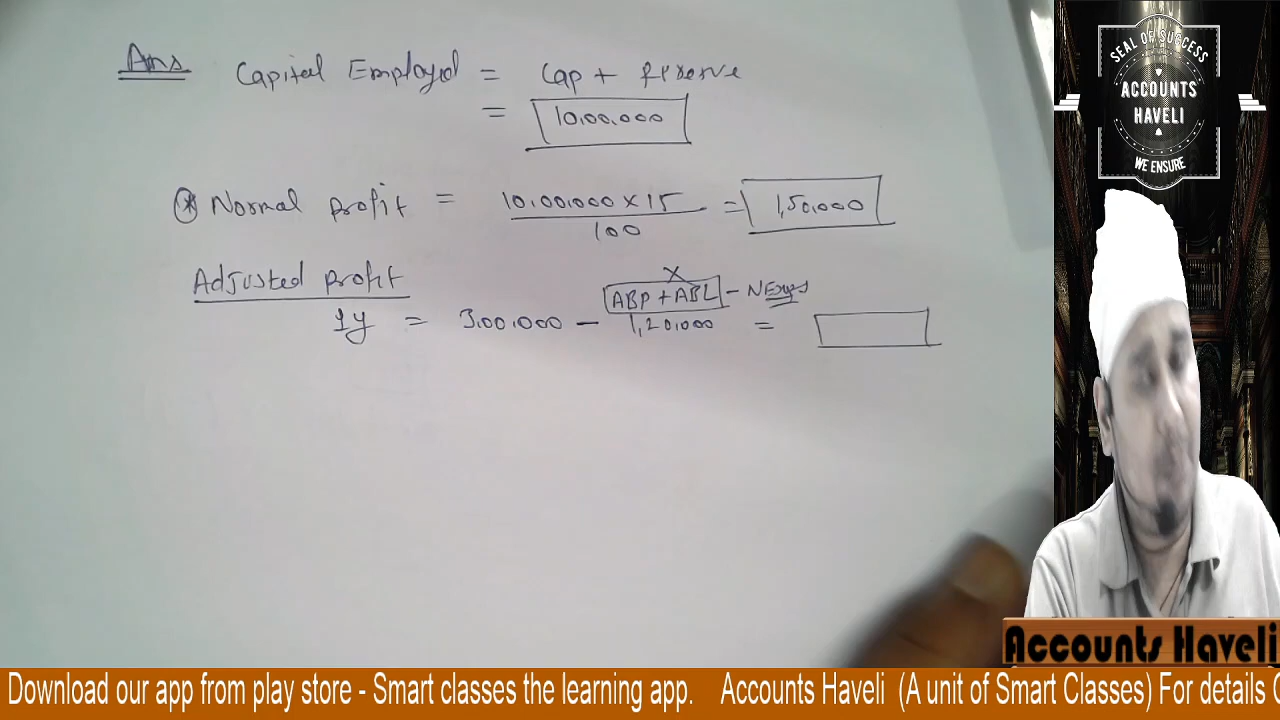 Ans Capital Employed = Cap + Reserve
= 10,00,000
* Normal profit = 10,00,000 x 15 = 1,50,000
100
Adjusted profit
x
ABP + ABL - NExps
1y = 3,00,000 - 1,20,000 =
SEAL OF SUCCESS
ACCOUNTS
HAVELI
WE ENSURE
Accounts Haveli
Download our app from play store - Smart classes the learning app. Accounts Haveli (A unit of Smart Classes) For details